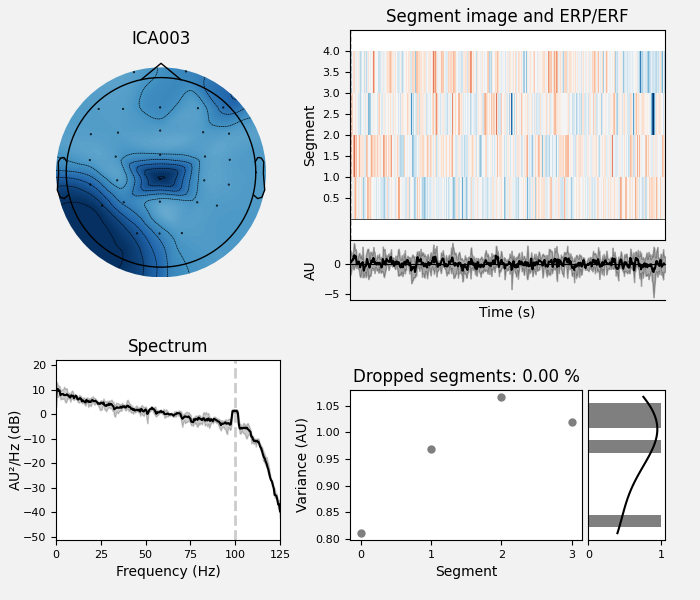 ICA003
Segment image and ERP/ERF
Segment
4.0
3.5
3.0
2.5
2.0
1.5
1.0
0.5
AU
0
−5
Time (s)
Spectrum
AU²/Hz (dB)
20
10
0
−10
−20
−30
−40
−50
0 25 50 75 100 125
Frequency (Hz)
Dropped segments: 0.00 %
Variance (AU)
1.05
1.00
0.95
0.90
0.85
0.80
0 1 2 3
Segment
0 1